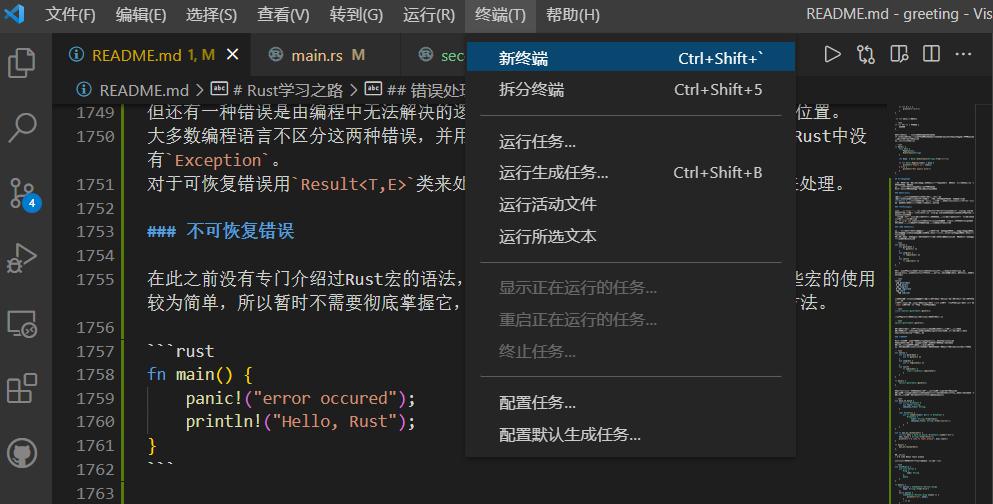 文件(F) 编辑(E) 选择(S) 查看(V) 转到(G) 运行(R) 终端(T) 帮助(H) README.md - greeting - Vis
README.md 1, M main.rs M sec
README.md > # Rust学习之路 > ## 错误处理
新终端 Ctrl+Shift+`
拆分终端 Ctrl+Shift+5
运行任务...
运行生成任务... Ctrl+Shift+B
运行活动文件
运行所选文本
显示正在运行的任务...
重启正在运行的任务...
终止任务...
配置任务...
配置默认生成任务...
1749 但还有一种错误是由编程中无法解决的逻 位置。
1750 大多数编程语言不区分这两种错误，并用 Rust中没
有`Exception`。
1751 对于可恢复错误用`Result<T,E>`类来处 来处理。
1752
1753 ### 不可恢复错误
1754
1755 在此之前没有专门介绍过Rust宏的语法， 些宏的使用
较为简单，所以暂时不需要彻底掌握它， 方法。
1756
1757 ```rust
1758 fn main() {
1759 panic!("error occured");
1760 println!("Hello, Rust");
1761 }
1762 ```
1763
4